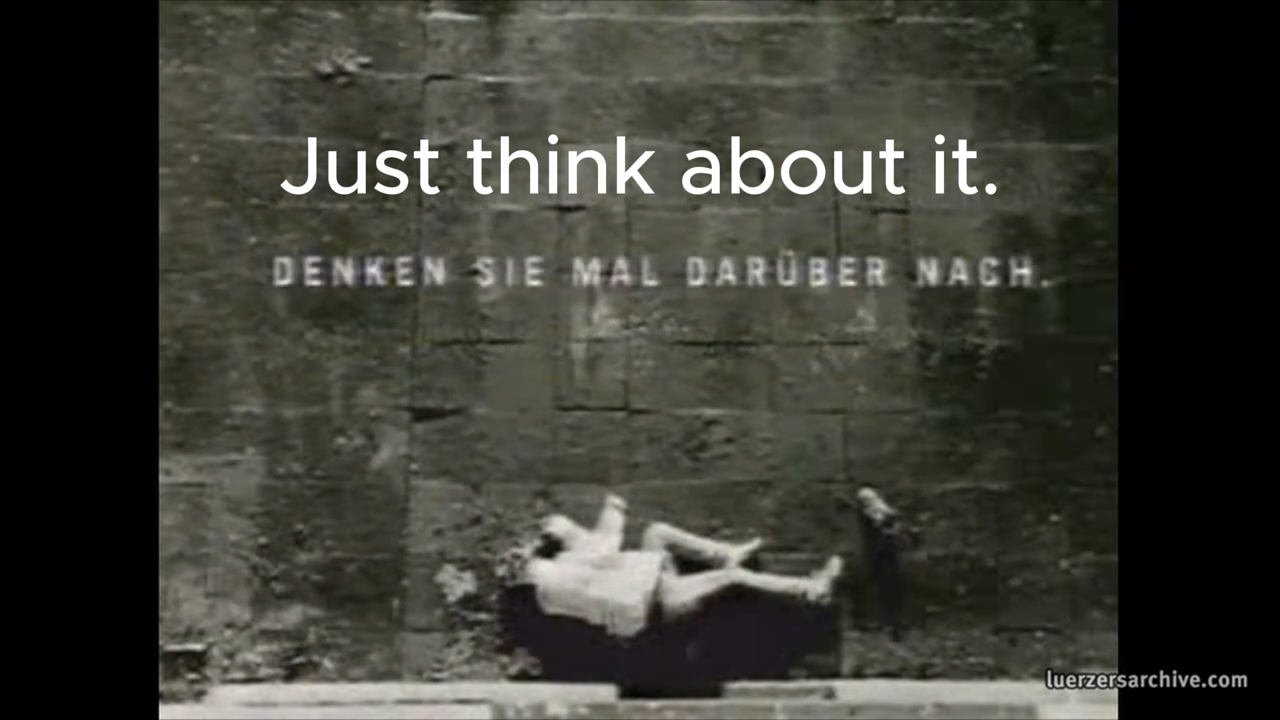 Just think about it.
DENKEN SIE MAL DARÜBER NACH.
luerzersarchive.com